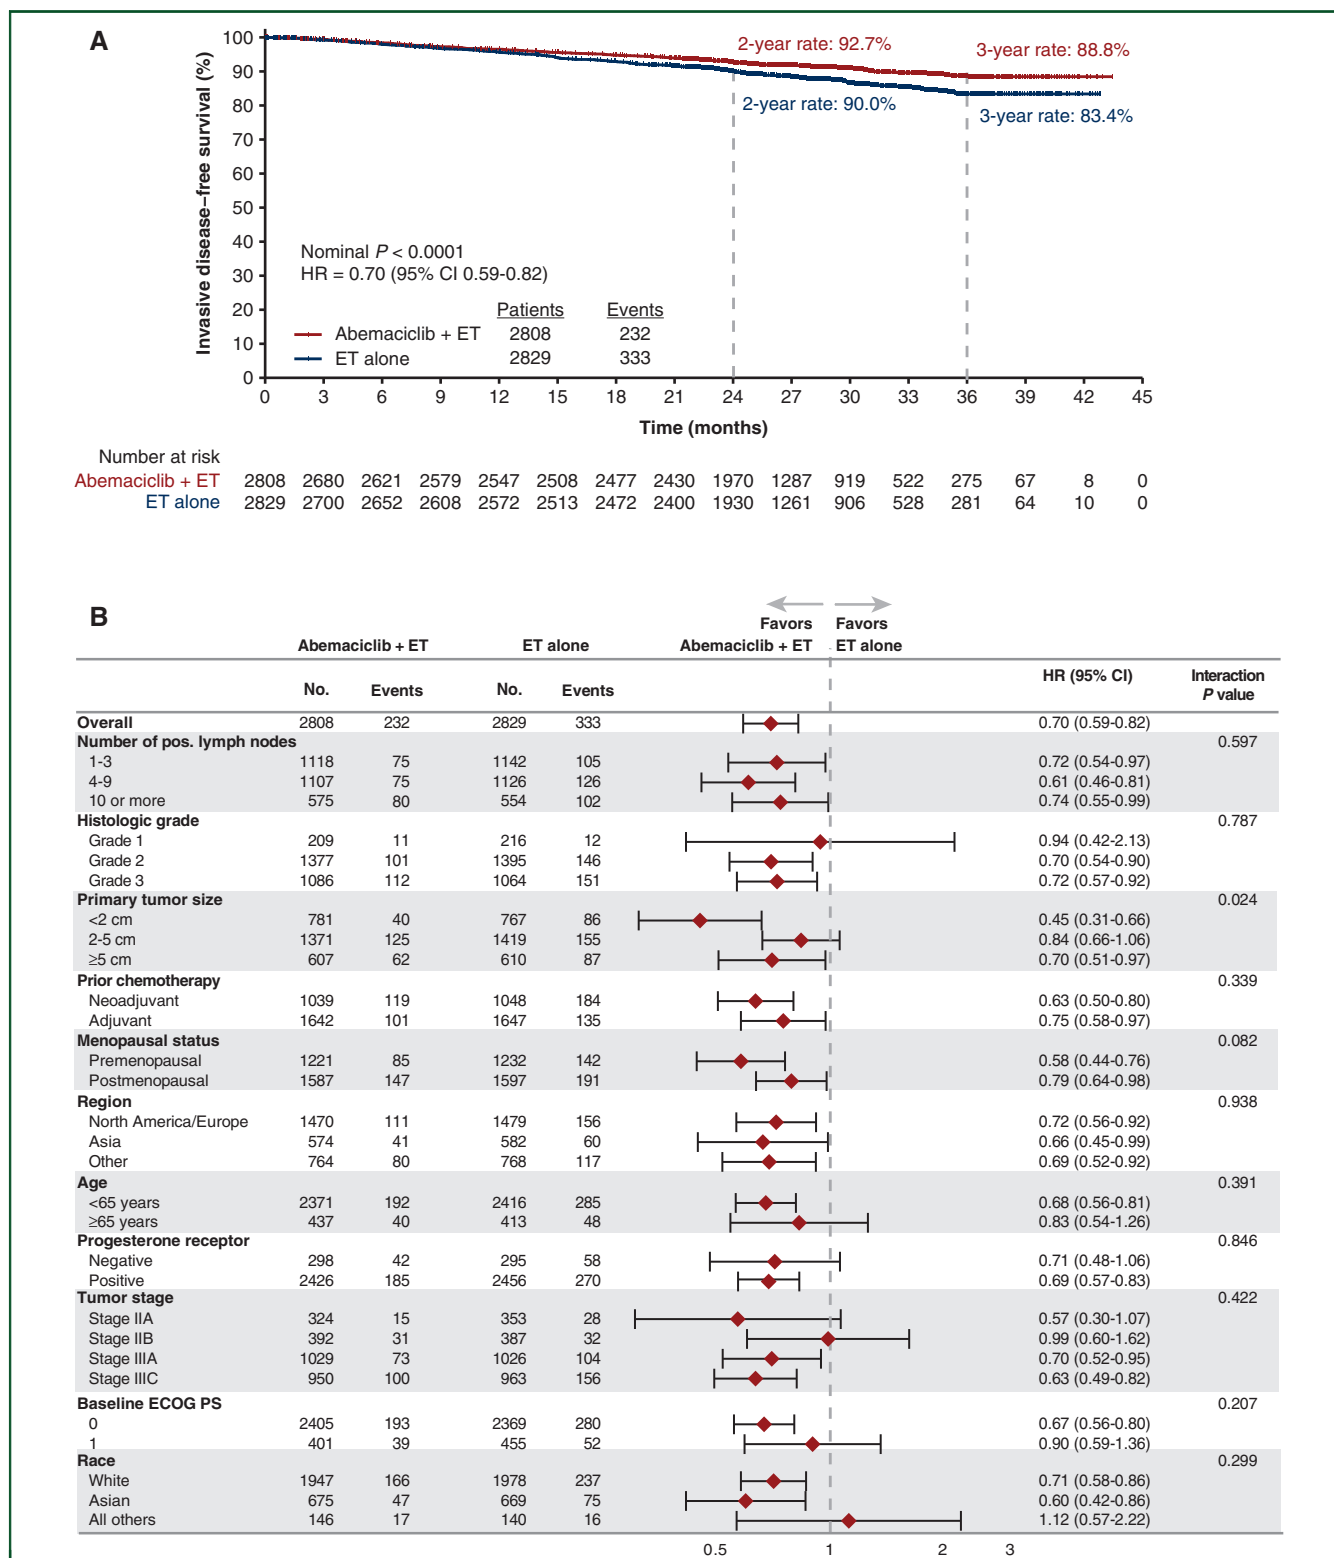 A
Invasive disease–free survival (%)
100
90
80
70
60
50
40
30
20
10
0
2-year rate: 92.7%
3-year rate: 88.8%
2-year rate: 90.0%
3-year rate: 83.4%
Nominal P < 0.0001
HR = 0.70 (95% CI 0.59-0.82)
Patients Events
Abemaciclib + ET 2808 232
ET alone 2829 333
0 3 6 9 12 15 18 21 24 27 30 33 36 39 42 45
Time (months)
Number at risk
Abemaciclib + ET 2808 2680 2621 2579 2547 2508 2477 2430 1970 1287 919 522 275 67 8 0
ET alone 2829 2700 2652 2608 2572 2513 2472 2400 1930 1261 906 528 281 64 10 0
B
Favors Favors
Abemaciclib + ET ET alone Abemaciclib + ET ET alone
HR (95% CI) Interaction
No. Events No. Events P value
Overall 2808 232 2829 333 0.70 (0.59-0.82)
Number of pos. lymph nodes 0.597
1-3 1118 75 1142 105 0.72 (0.54-0.97)
4-9 1107 75 1126 126 0.61 (0.46-0.81)
10 or more 575 80 554 102 0.74 (0.55-0.99)
Histologic grade 0.787
Grade 1 209 11 216 12 0.94 (0.42-2.13)
Grade 2 1377 101 1395 146 0.70 (0.54-0.90)
Grade 3 1086 112 1064 151 0.72 (0.57-0.92)
Primary tumor size 0.024
<2 cm 781 40 767 86 0.45 (0.31-0.66)
2-5 cm 1371 125 1419 155 0.84 (0.66-1.06)
≥5 cm 607 62 610 87 0.70 (0.51-0.97)
Prior chemotherapy 0.339
Neoadjuvant 1039 119 1048 184 0.63 (0.50-0.80)
Adjuvant 1642 101 1647 135 0.75 (0.58-0.97)
Menopausal status 0.082
Premenopausal 1221 85 1232 142 0.58 (0.44-0.76)
Postmenopausal 1587 147 1597 191 0.79 (0.64-0.98)
Region 0.938
North America/Europe 1470 111 1479 156 0.72 (0.56-0.92)
Asia 574 41 582 60 0.66 (0.45-0.99)
Other 764 80 768 117 0.69 (0.52-0.92)
Age 0.391
<65 years 2371 192 2416 285 0.68 (0.56-0.81)
≥65 years 437 40 413 48 0.83 (0.54-1.26)
Progesterone receptor 0.846
Negative 298 42 295 58 0.71 (0.48-1.06)
Positive 2426 185 2456 270 0.69 (0.57-0.83)
Tumor stage 0.422
Stage IIA 324 15 353 28 0.57 (0.30-1.07)
Stage IIB 392 31 387 32 0.99 (0.60-1.62)
Stage IIIA 1029 73 1026 104 0.70 (0.52-0.95)
Stage IIIC 950 100 963 156 0.63 (0.49-0.82)
Baseline ECOG PS 0.207
0 2405 193 2369 280 0.67 (0.56-0.80)
1 401 39 455 52 0.90 (0.59-1.36)
Race 0.299
White 1947 166 1978 237 0.71 (0.58-0.86)
Asian 675 47 669 75 0.60 (0.42-0.86)
All others 146 17 140 16 1.12 (0.57-2.22)
0.5 1 2 3